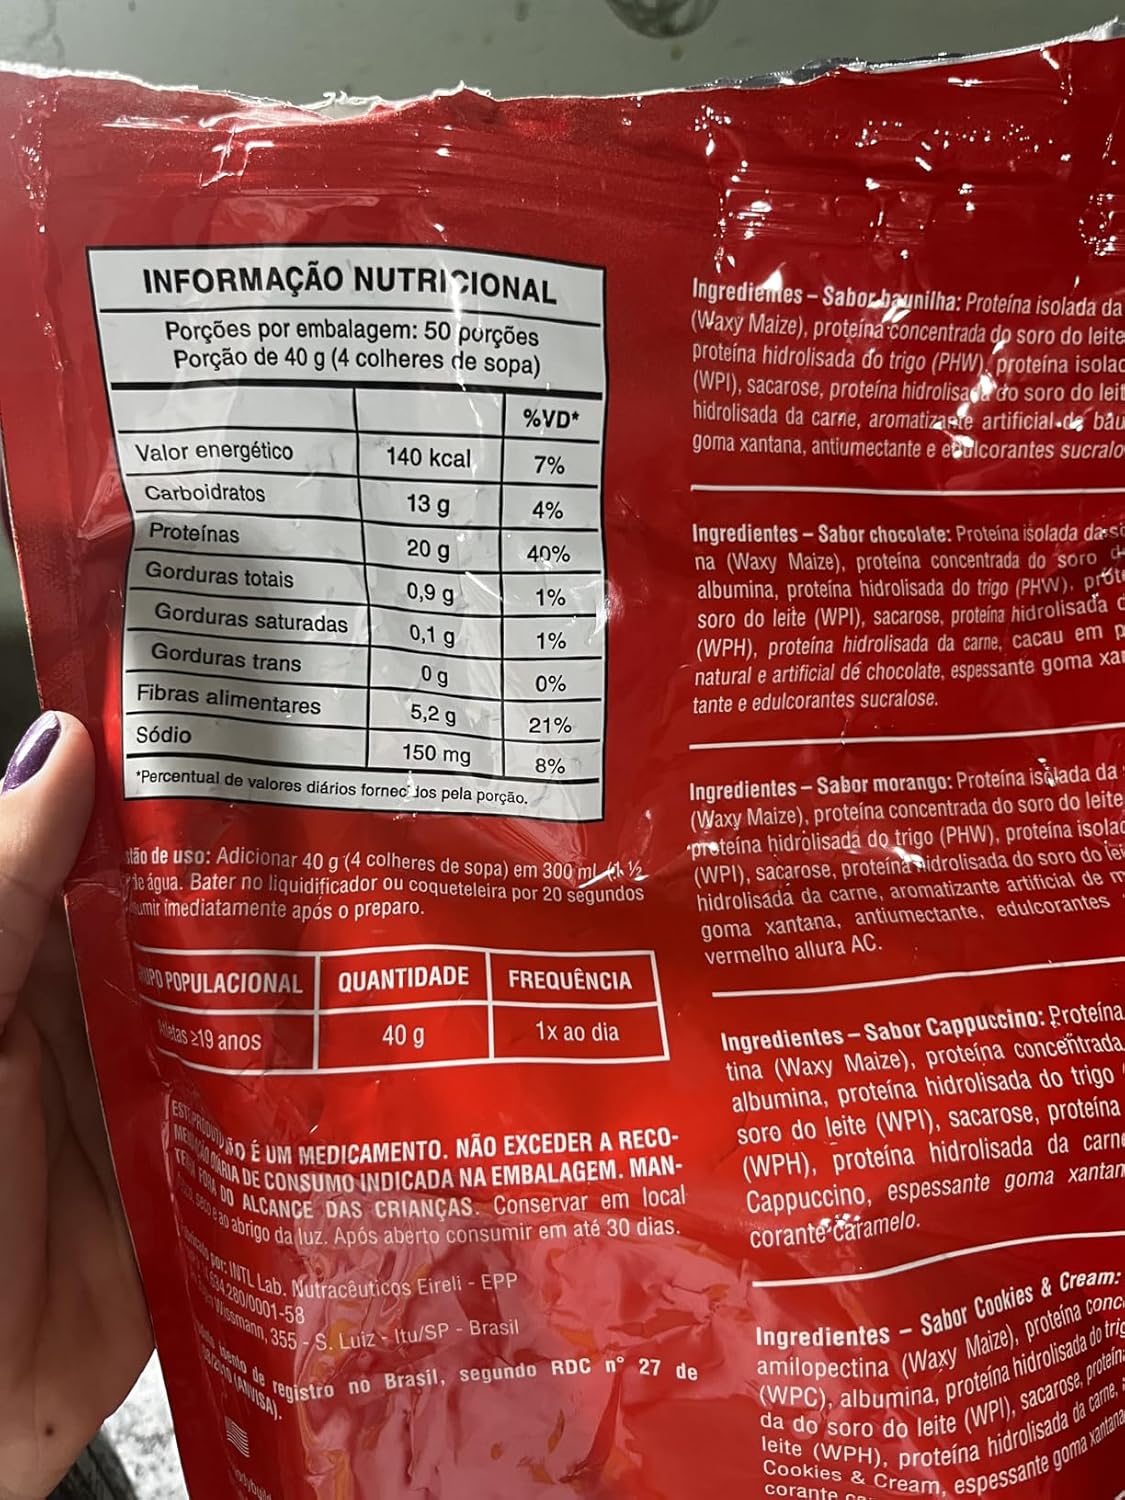 INFORMAÇÃO NUTRICIONAL
Porções por embalagem: 50 porções
Porção de 40 g (4 colheres de sopa)
%VD*
Valor energético 140 kcal 7%
Carboidratos 13 g 4%
Proteínas 20 g 40%
Gorduras totais 0,9 g 1%
Gorduras saturadas 0,1 g 1%
Gorduras trans 0 g 0%
Fibras alimentares 5,2 g 21%
Sódio 150 mg 8%
*Percentual de valores diários fornecidos pela porção.
de uso: Adicionar 40 g (4 colheres de sopa) em 300 ml (1 ½
de água. Bater no liquidificador ou coqueteleira por 20 segundos
imediatamente após o preparo.
POPULACIONAL QUANTIDADE FREQUÊNCIA
≥19 anos 40 g 1x ao dia
ESTE PRODUTO NÃO É UM MEDICAMENTO. NÃO EXCEDER A RECO-
MENDAÇÃO DIÁRIA DE CONSUMO INDICADA NA EMBALAGEM. MAN-
TER FORA DO ALCANCE DAS CRIANÇAS. Conservar em local
seco e ao abrigo da luz. Após aberto consumir em até 30 dias.
por: INTL Lab. Nutracêuticos Eireli - EPP
634.280/0001-58
Wissmann, 355 - S. Luiz - Itu/SP - Brasil
isento de registro no Brasil, segundo RDC n° 27 de
(ANVISA).
Ingredientes – Sabor baunilha: Proteína isolada da
(Waxy Maize), proteína concentrada do soro do leite
proteína hidrolisada do trigo (PHW), proteína
(WPI), sacarose, proteína hidrolisada do soro do
hidrolisada da carne, aromatizante artificial de
goma xantana, antiumectante e edulcorantes
Ingredientes – Sabor chocolate: Proteína isolada da
na (Waxy Maize), proteína concentrada do soro
albumina, proteína hidrolisada do trigo (PHW),
soro do leite (WPI), sacarose, proteína hidrolisada
(WPH), proteína hidrolisada da carne, cacau em
natural e artificial de chocolate, espessante goma
tante e edulcorantes sucralose.
Ingredientes – Sabor morango: Proteína isolada da
(Waxy Maize), proteína concentrada do soro do leite
proteína hidrolisada do trigo (PHW), proteína
(WPI), sacarose, proteína hidrolisada do soro do
hidrolisada da carne, aromatizante artificial de
goma xantana, antiumectante, edulcorantes
vermelho allura AC.
Ingredientes – Sabor Cappuccino: Proteína
tina (Waxy Maize), proteína concentrada
albumina, proteína hidrolisada do trigo
soro do leite (WPI), sacarose, proteína
(WPH), proteína hidrolisada da carne
Cappuccino, espessante goma
corante caramelo.
Ingredientes – Sabor Cookies & Cream:
amilopectina (Waxy Maize), proteína
(WPC), albumina, proteína hidrolisada do
da do soro do leite (WPI), sacarose,
leite (WPH), proteína hidrolisada da carne,
Cookies & Cream, espessante goma xantana
corante